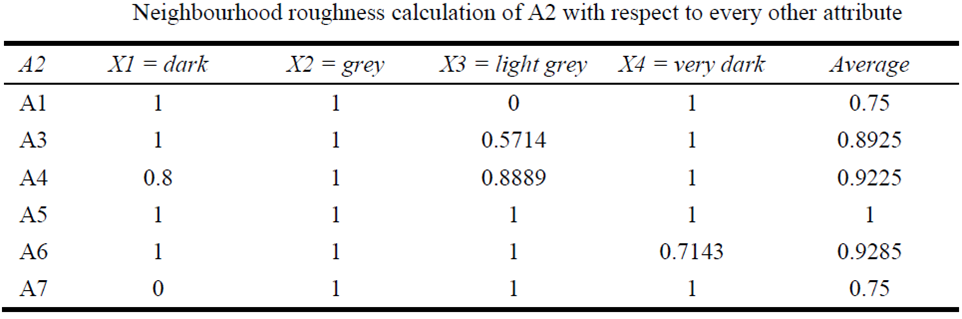 Neighbourhood roughness calculation of A2 with respect to every other attribute
A2 X1 = dark X2 = grey X3 = light grey X4 = very dark Average
A1 1 1 0 1 0.75
A3 1 1 0.5714 1 0.8925
A4 0.8 1 0.8889 1 0.9225
A5 1 1 1 1 1
A6 1 1 1 0.7143 0.9285
A7 0 1 1 1 0.75